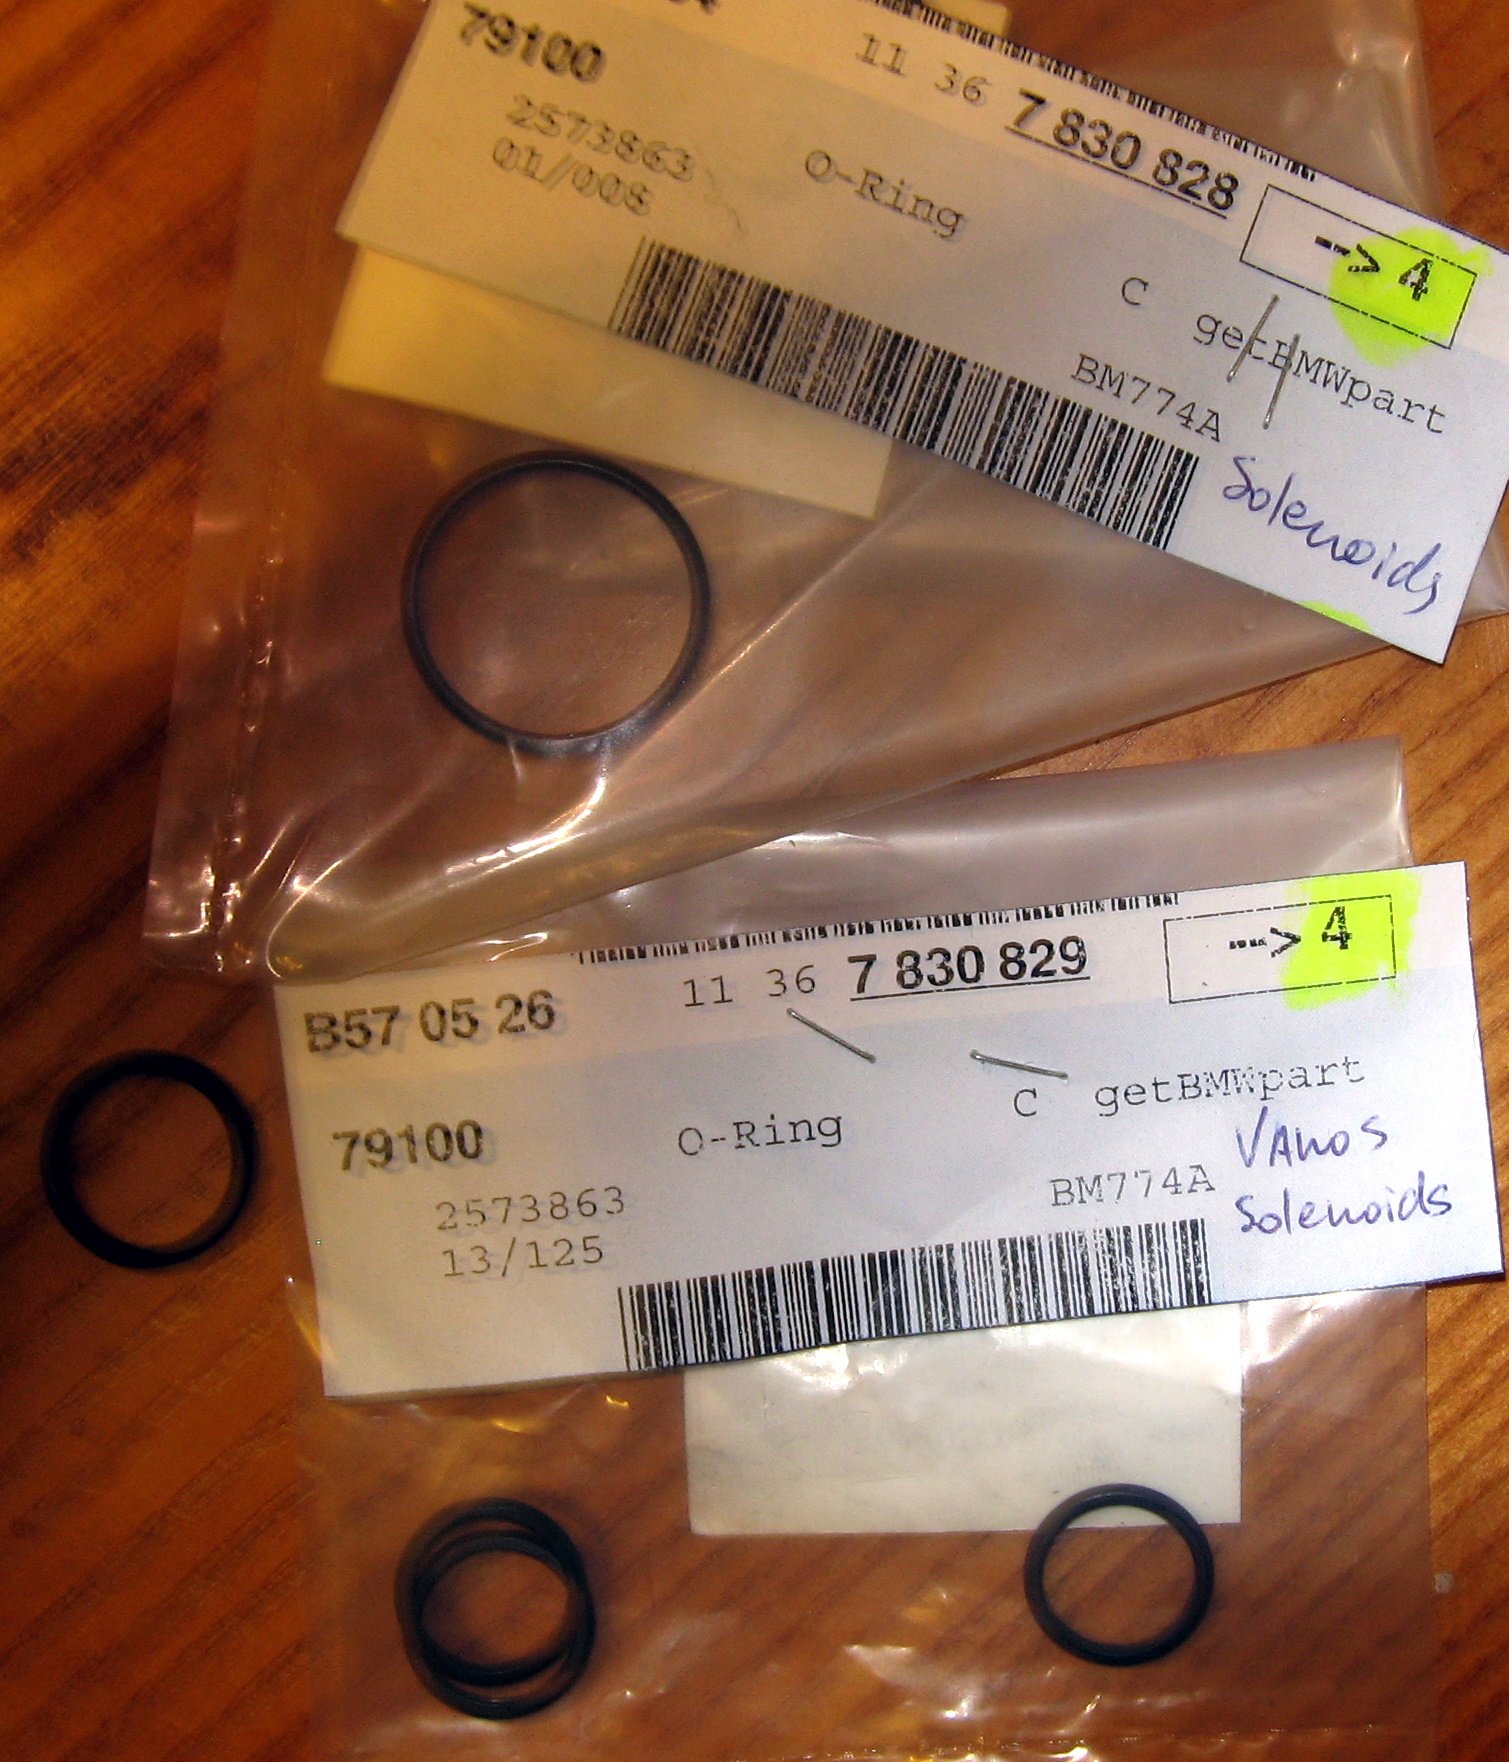 79100
11 36 7 830 828
2573863
01/008
O-Ring
--> 4
C getBMWpart
BM774A
Solenoids
B57 05 26
11 36 7 830 829
--> 4
79100
O-Ring
C getBMWpart
2573863
13/125
BM774A
VANOS
Solenoids